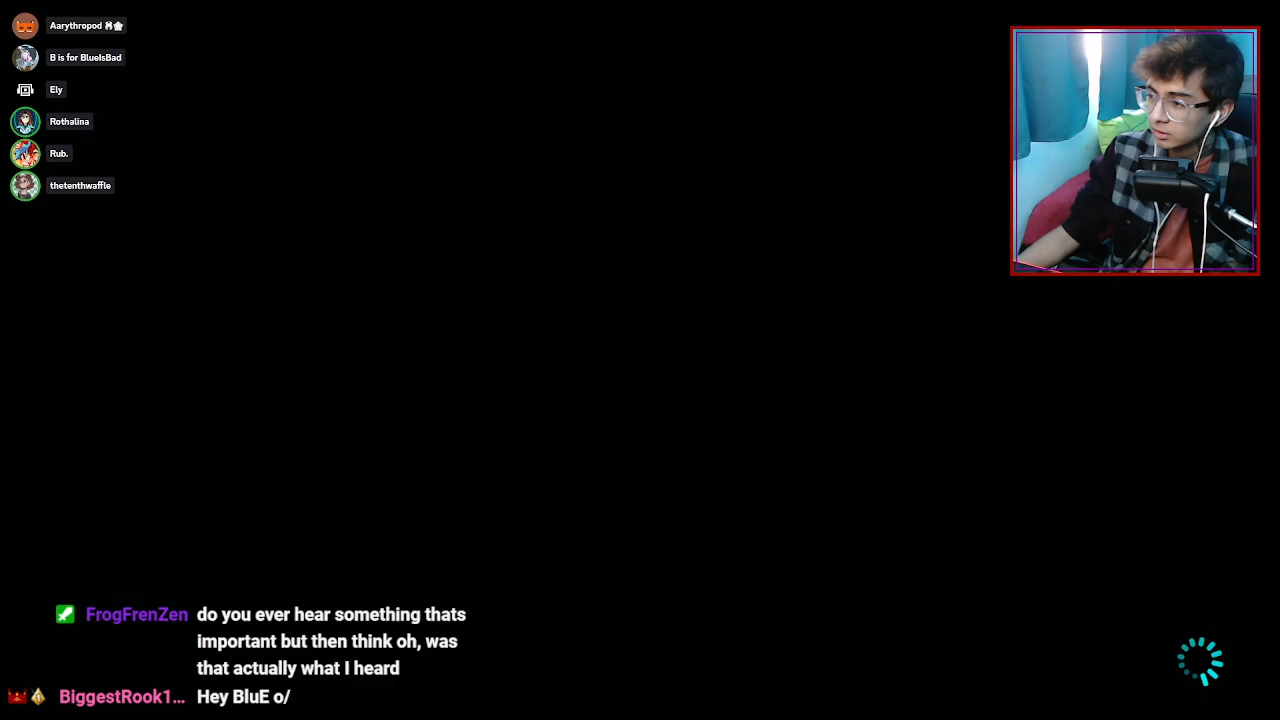 Aarythropod
B is for BlueIsBad
Ely
Rothalina
Rub.
thetenthwaffle
FrogFrenZen do you ever hear something thats
important but then think oh, was
that actually what I heard
BiggestRook1... Hey BluE o/